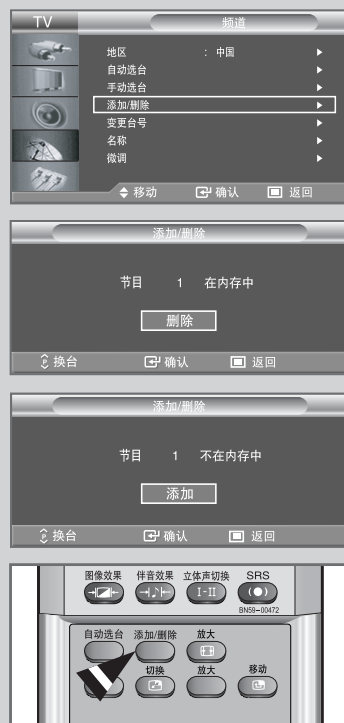 TV 频道
地区 : 中国
自动选台
手动选台
添加/删除
变更台号
名称
微调
移动 确认 返回
添加/删除
节目 1 在内存中
删除
换台 确认 返回
添加/删除
节目 1 不在内存中
添加
换台 确认 返回
图像效果 伴音效果 立体声切换 SRS
I-II
BN59-00472
自动选台 添加/删除 放大
切换 放大 移动